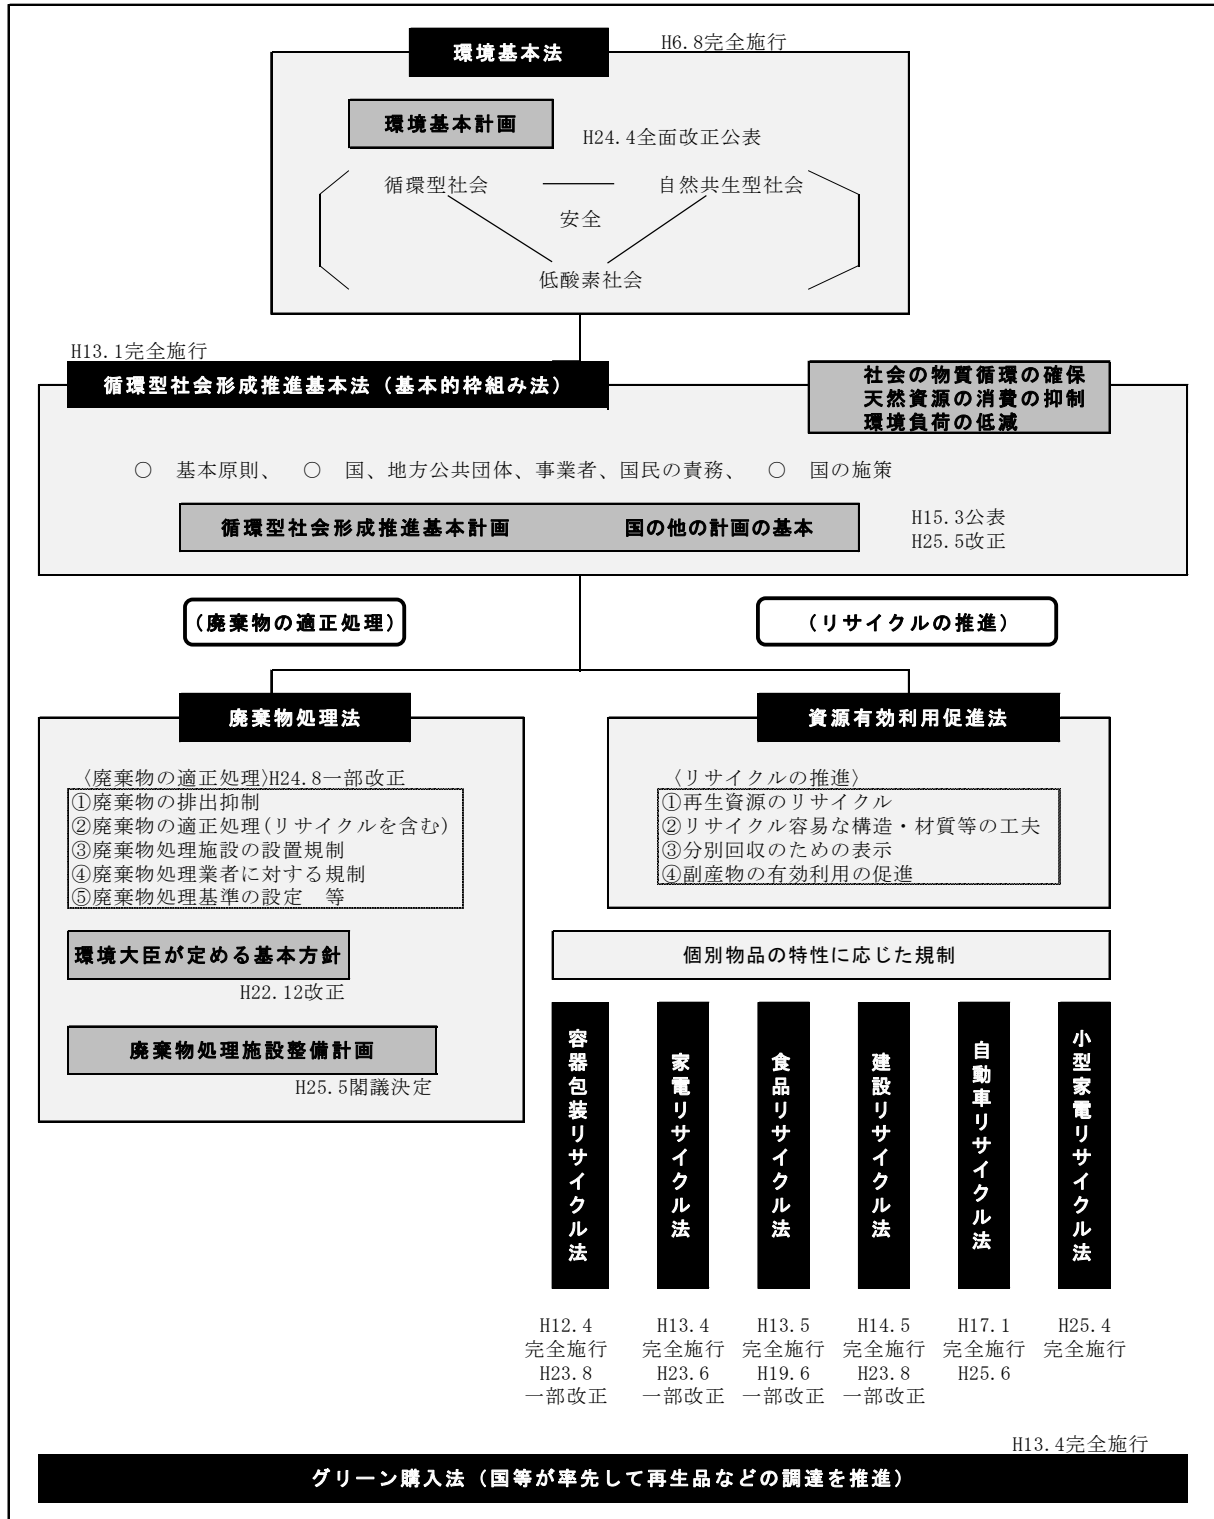 環境基本法
H6.8完全施行
環境基本計画
H24.4全面改正公表
循環型社会
自然共生型社会
安全
低酸素社会
H13.1完全施行
循環型社会形成推進基本法（基本的枠組み法）
社会の物質循環の確保
天然資源の消費の抑制
環境負荷の低減
○　基本原則、　○　国、地方公共団体、事業者、国民の責務、　○　国の施策
循環型社会形成推進基本計画　　国の他の計画の基本
H15.3公表
H25.5改正
(廃棄物の適正処理)
(リサイクルの推進)
廃棄物処理法
〈廃棄物の適正処理〉H24.8一部改正
①廃棄物の排出抑制
②廃棄物の適正処理(リサイクルを含む)
③廃棄物処理施設の設置規制
④廃棄物処理業者に対する規制
⑤廃棄物処理基準の設定　等
環境大臣が定める基本方針
H22.12改正
廃棄物処理施設整備計画
H25.5閣議決定
資源有効利用促進法
〈リサイクルの推進〉
①再生資源のリサイクル
②リサイクル容易な構造・材質等の工夫
③分別回収のための表示
④副産物の有効利用の促進
個別物品の特性に応じた規制
容器包装リサイクル法
家電リサイクル法
食品リサイクル法
建設リサイクル法
自動車リサイクル法
小型家電リサイクル法
H12.4
完全施行
H23.8
一部改正
H13.4
完全施行
H23.6
一部改正
H13.5
完全施行
H19.6
一部改正
H14.5
完全施行
H23.8
一部改正
H17.1
完全施行
H25.6
H25.4
完全施行
H13.4完全施行
グリーン購入法（国等が率先して再生品などの調達を推進）